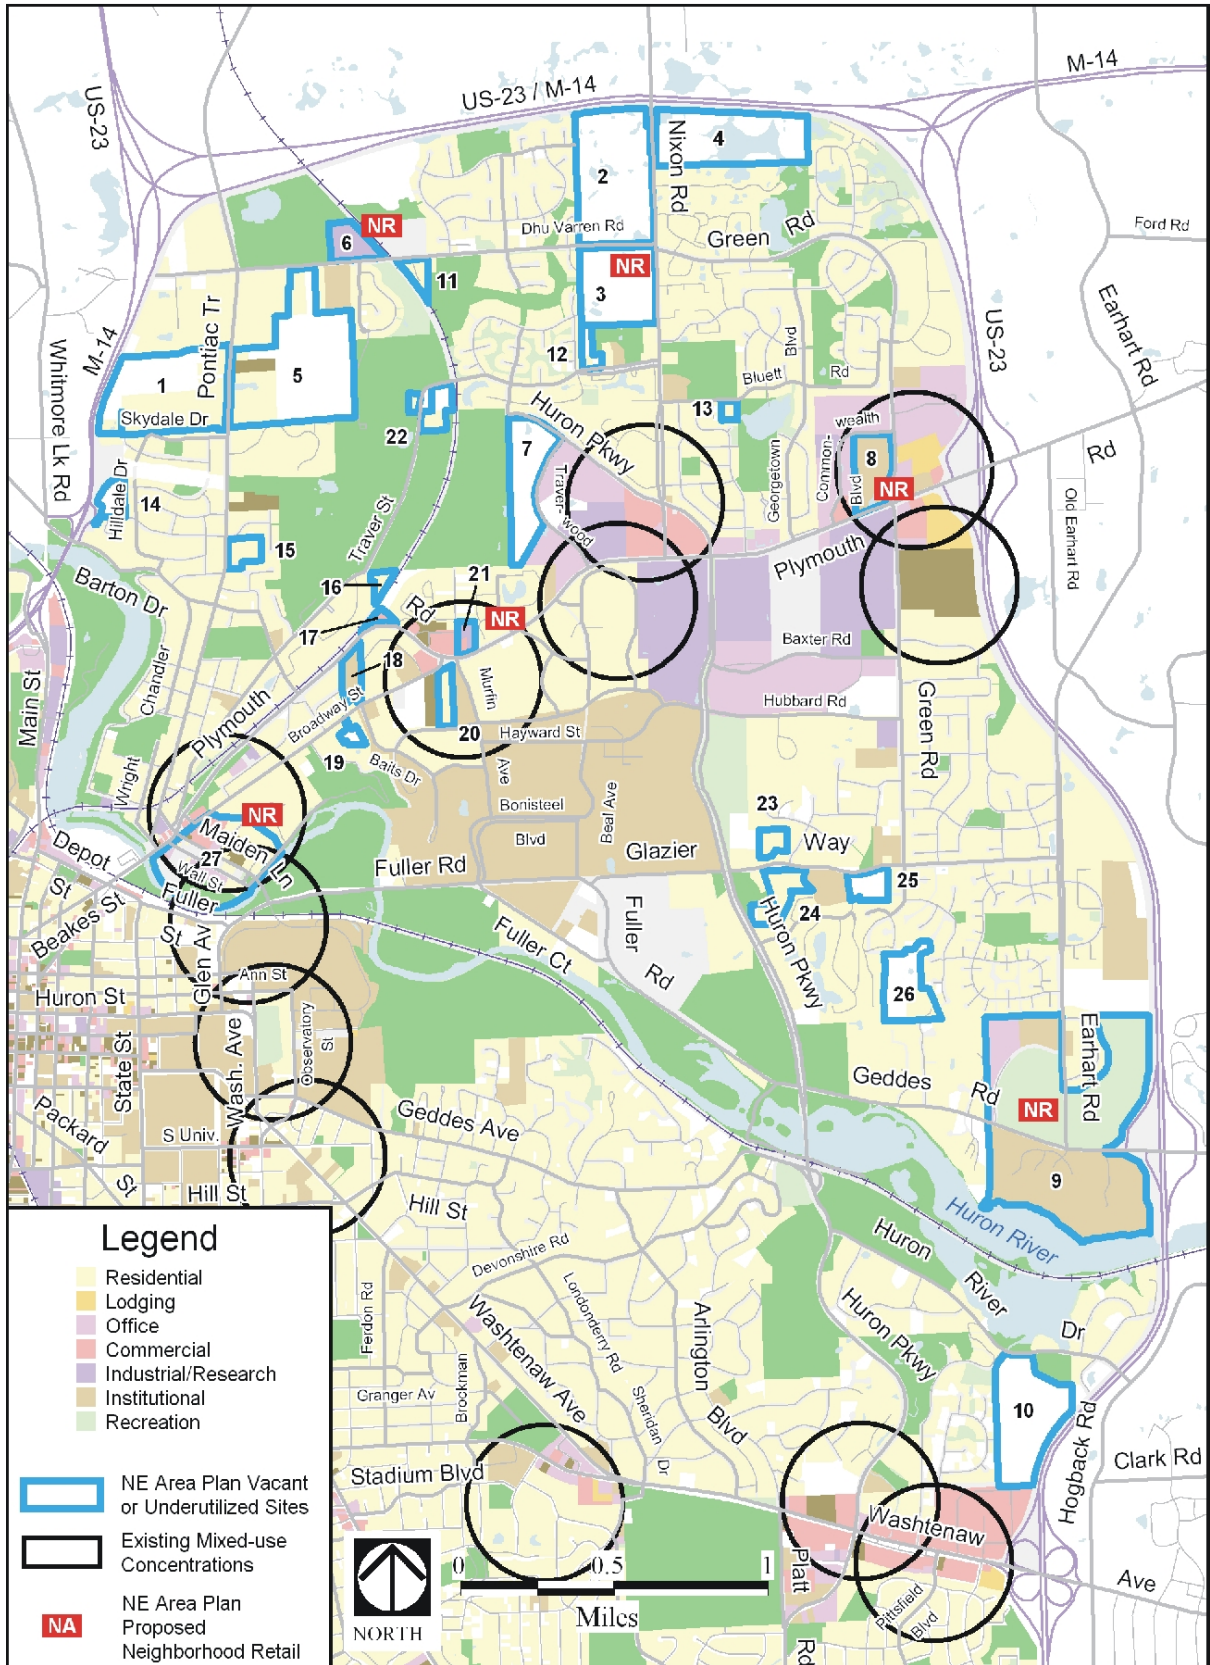 M-14
US-23 / M-14
US-23
Nixon Rd
4
2
NR
6
Dhu Varren Rd
Green Rd
Ford Rd
NR
11
3
Pontiac Tr
Earhart Rd
M-14
Whitmore Lk Rd
US-23
1
5
12
Blvd
Bluett Rd
Skydale Dr
22
Huron Pkwy
13
7
Georgetown
Common-
wealth
Blvd
8
NR
Rd
Hilldale Dr
14
Traver-
wood
Old Earhart Rd
Traver St
15
Plymouth
Barton Dr
16
21
Rd
NR
17
Baxter Rd
18
Murfin
Chandler
Main St
Plymouth
Broadway St
Hubbard Rd
Green Rd
20
Hayward St
19
Baits Dr
Ave
Wright
Bonisteel
Blvd
Beal Ave
23
NR
Maiden Ln
Way
Depot
St
27
Wall St
Fuller Rd
Glazier
Fuller
St
25
24
Beakes St
Glen Av
Fuller
Rd
Fuller Ct
Huron Pkwy
Ann St
26
Huron St
Observatory
St
State St
Wash. Ave
Earhart Rd
Geddes
Rd
NR
Packard
St
Geddes Ave
S Univ.
9
Hill St
Hill St
Huron River
Huron
River
Dr
Devonshire Rd
Londonderry Rd
Ferdon Rd
Washtenaw Ave
Arlington
Blvd
Huron Pkwy
Granger Av
Brockman
Sheridan
Dr
10
Hogback Rd
Clark Rd
Stadium Blvd
Washtenaw
Ave
Platt
Rd
Pittsfield
Blvd
Legend
Residential
Lodging
Office
Commercial
Industrial/Research
Institutional
Recreation
NE Area Plan Vacant
or Underutilized Sites
Existing Mixed-use
Concentrations
NA
NE Area Plan
Proposed
Neighborhood Retail
NORTH
0 0.5 1
Miles